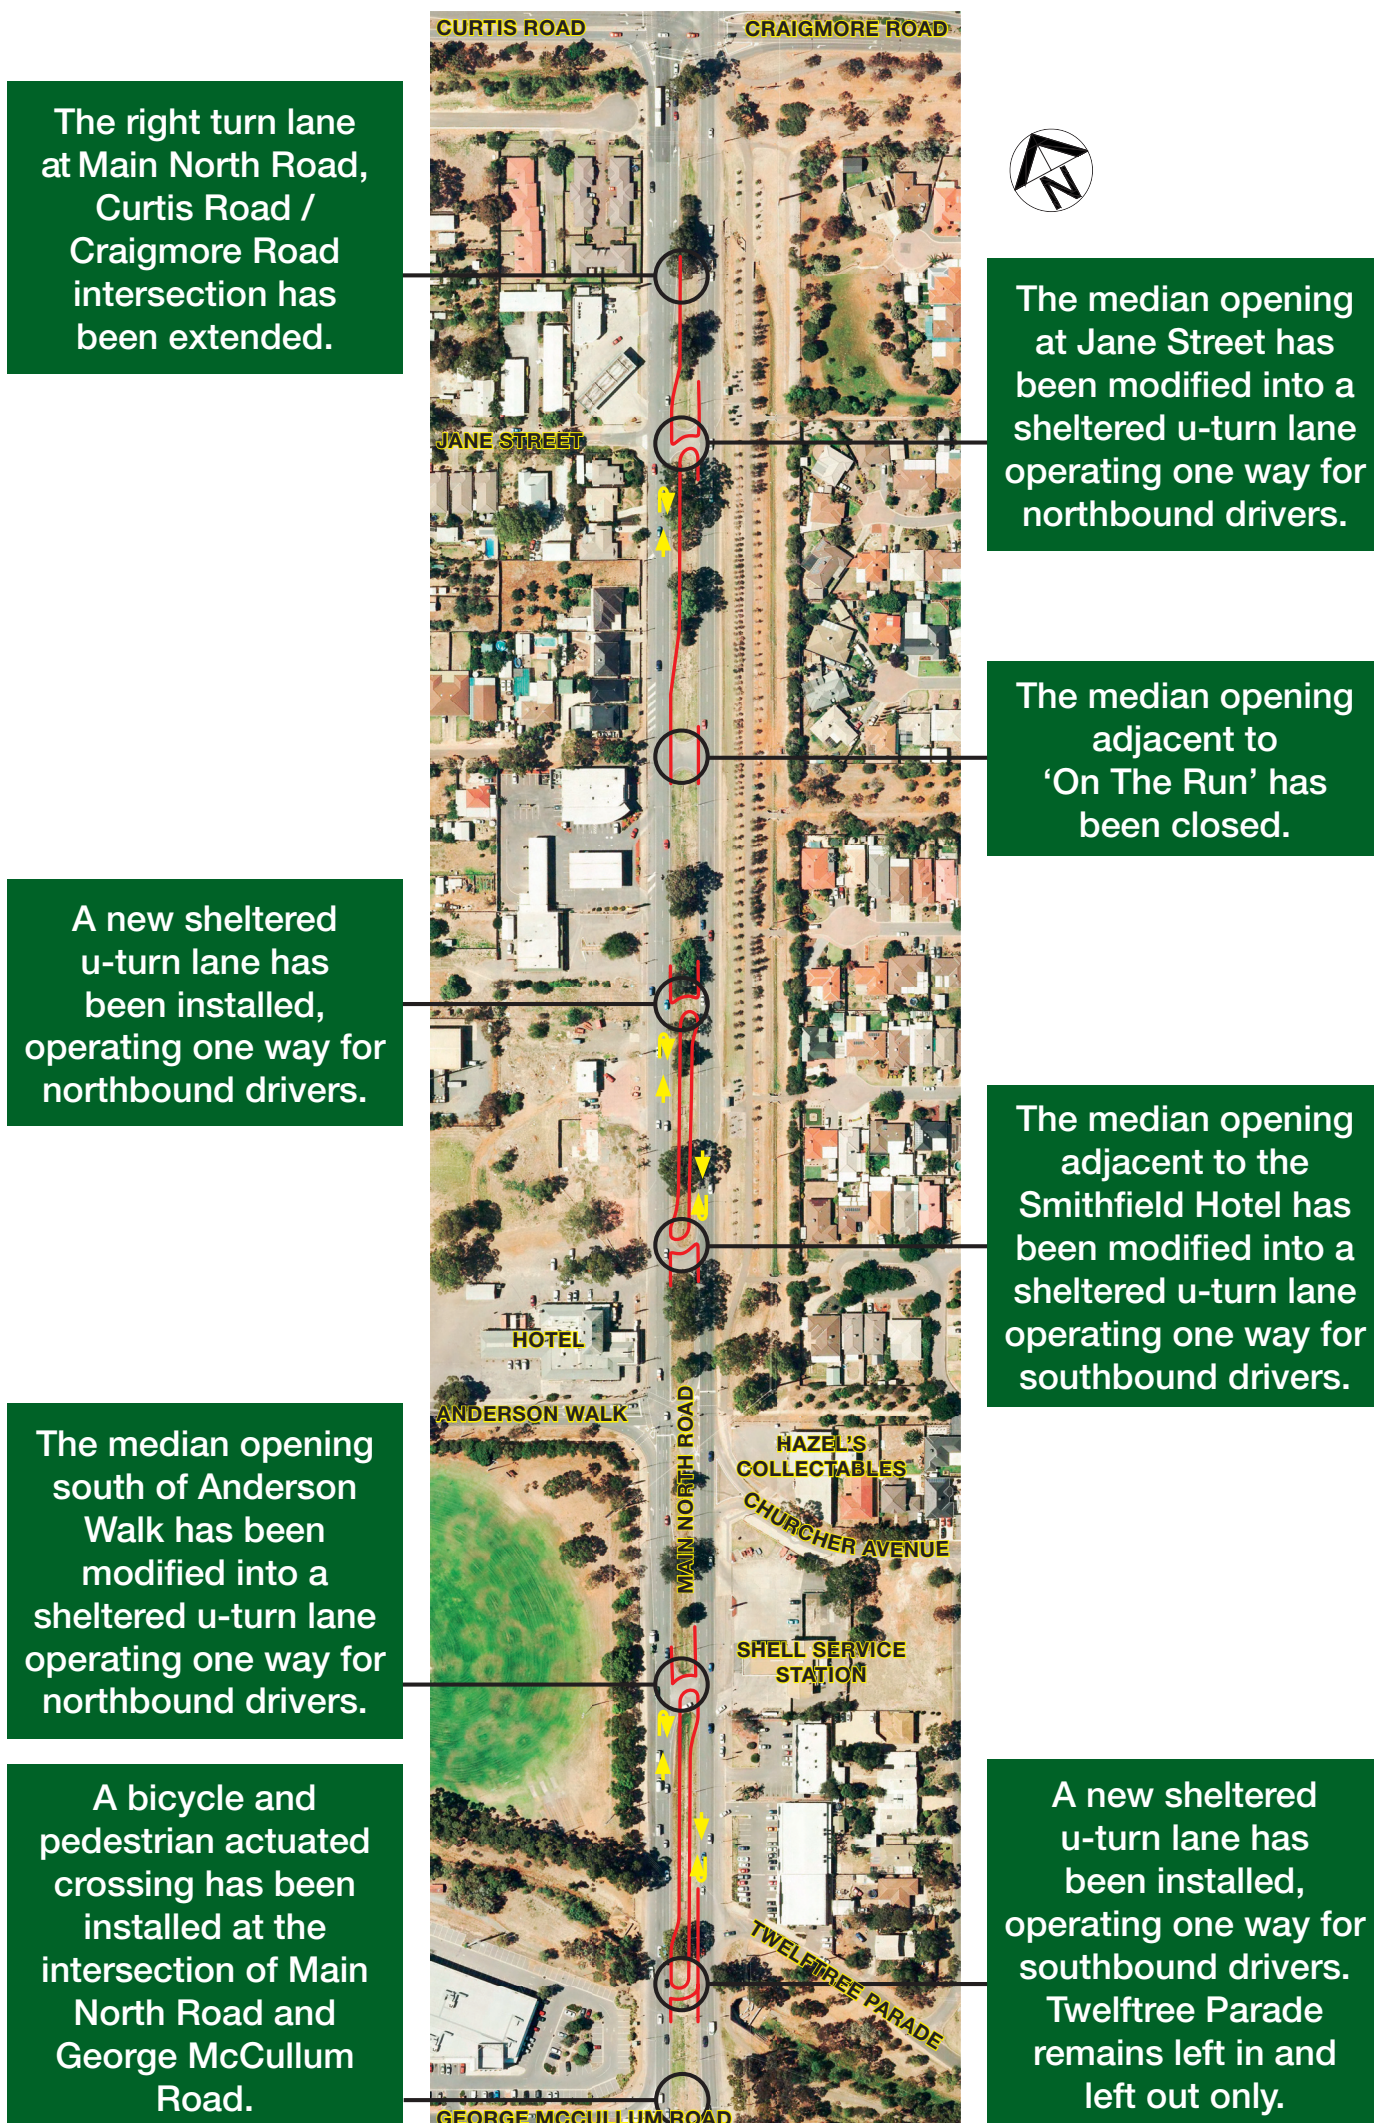 CURTIS ROAD
CRAIGMORE ROAD
The right turn lane
at Main North Road,
Curtis Road /
Craigmore Road
intersection has
been extended.
N
The median opening
at Jane Street has
been modified into a
sheltered u-turn lane
operating one way for
northbound drivers.
JANE STREET
The median opening
adjacent to
‘On The Run’ has
been closed.
A new sheltered
u-turn lane has
been installed,
operating one way for
northbound drivers.
The median opening
adjacent to the
Smithfield Hotel has
been modified into a
sheltered u-turn lane
operating one way for
southbound drivers.
HOTEL
ANDERSON WALK
MAIN NORTH ROAD
HAZEL'S
COLLECTABLES
CHURCHER AVENUE
The median opening
south of Anderson
Walk has been
modified into a
sheltered u-turn lane
operating one way for
northbound drivers.
SHELL SERVICE
STATION
A bicycle and
pedestrian actuated
crossing has been
installed at the
intersection of Main
North Road and
George McCullum
Road.
TWELFTREE PARADE
A new sheltered
u-turn lane has
been installed,
operating one way for
southbound drivers.
Twelftree Parade
remains left in and
left out only.
GEORGE MCCULLUM ROAD